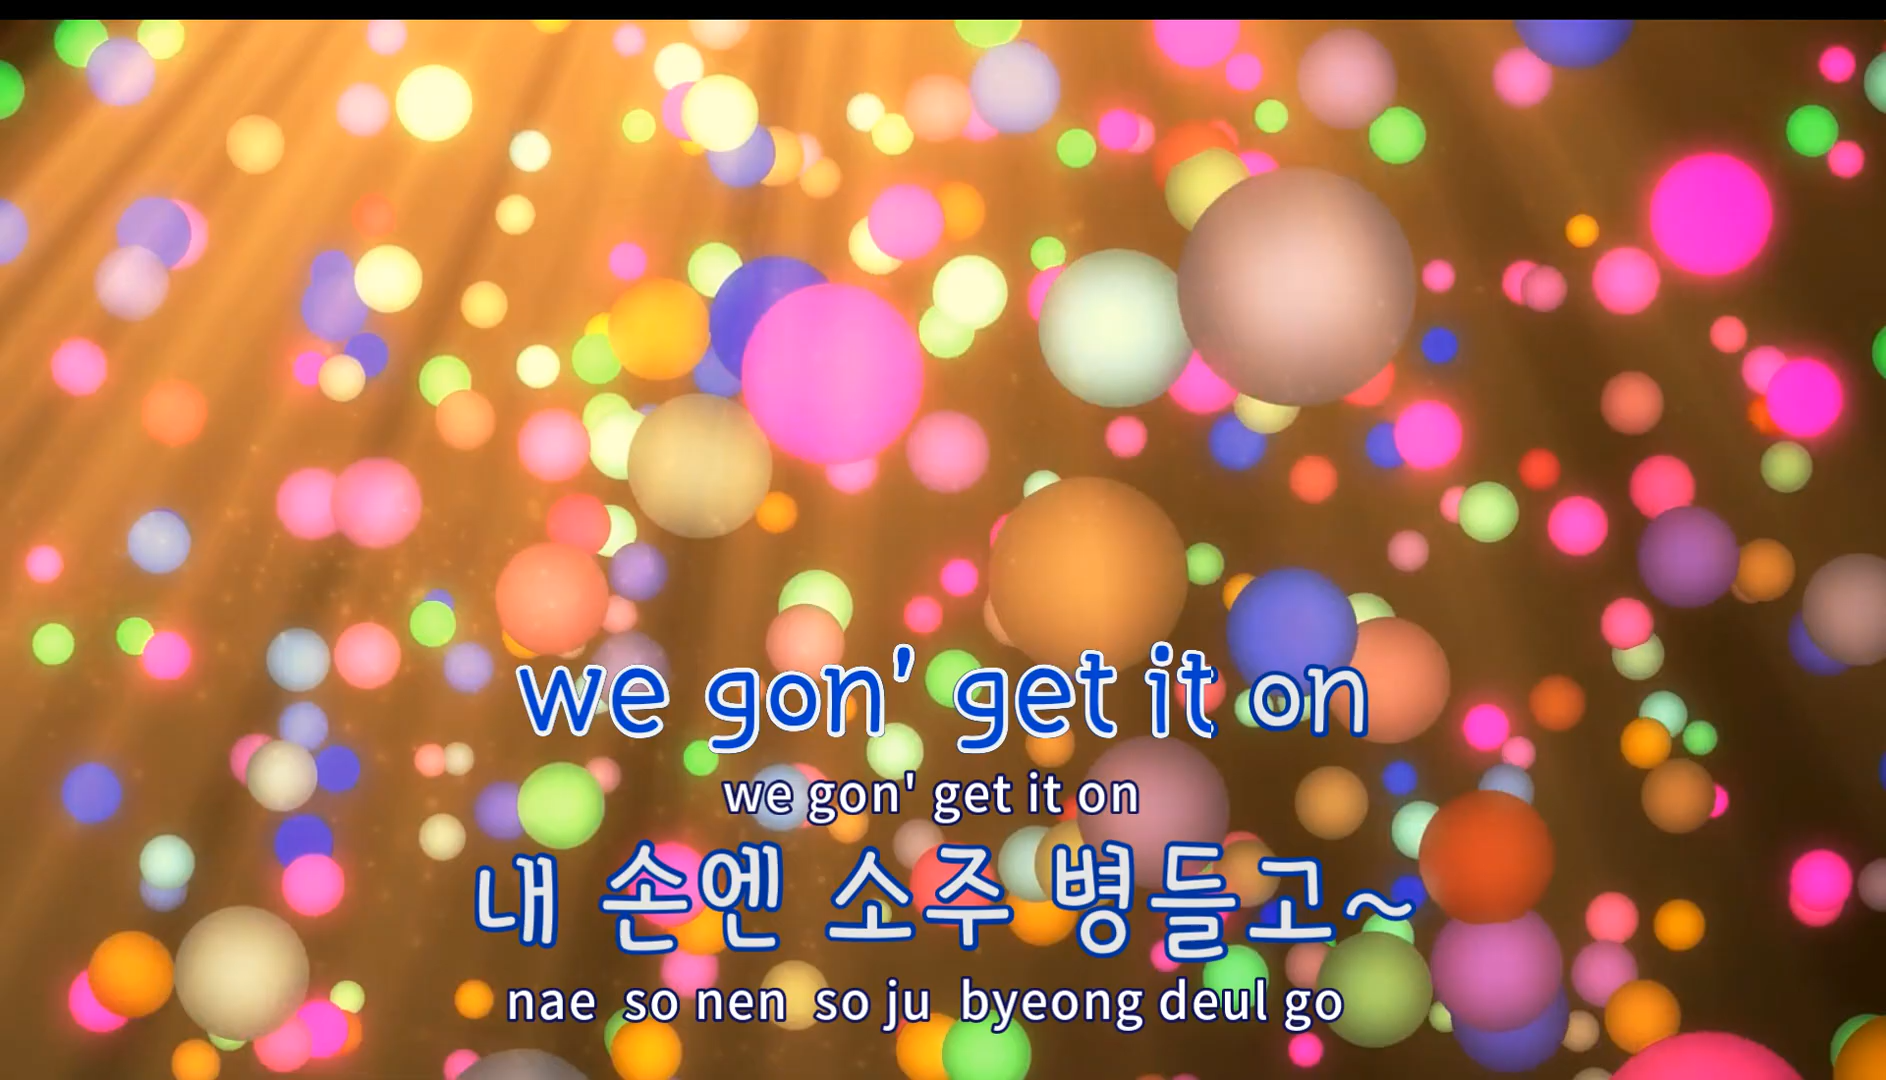 we gon' get it on
we gon' get it on
내 손엔 소주 병들고~
nae so nen so ju byeong deul go